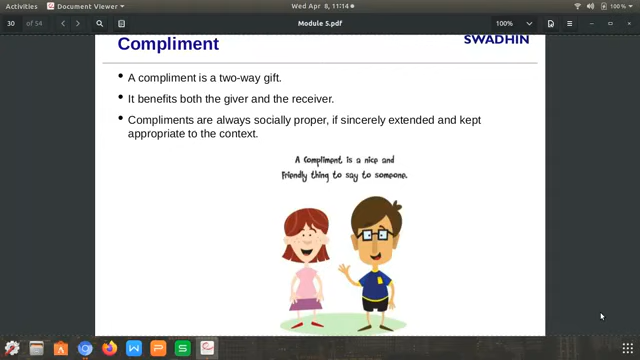 Activities
Document Viewer
Wed Apr 8, 11:14
100 %
30 of 54
Module 5.pdf
100%
Compliment
SWADHIN
• A compliment is a two-way gift.
• It benefits both the giver and the receiver.
• Compliments are always socially proper, if sincerely extended and kept
appropriate to the context.
A Compliment is a nice and
friendly thing to say to someone.